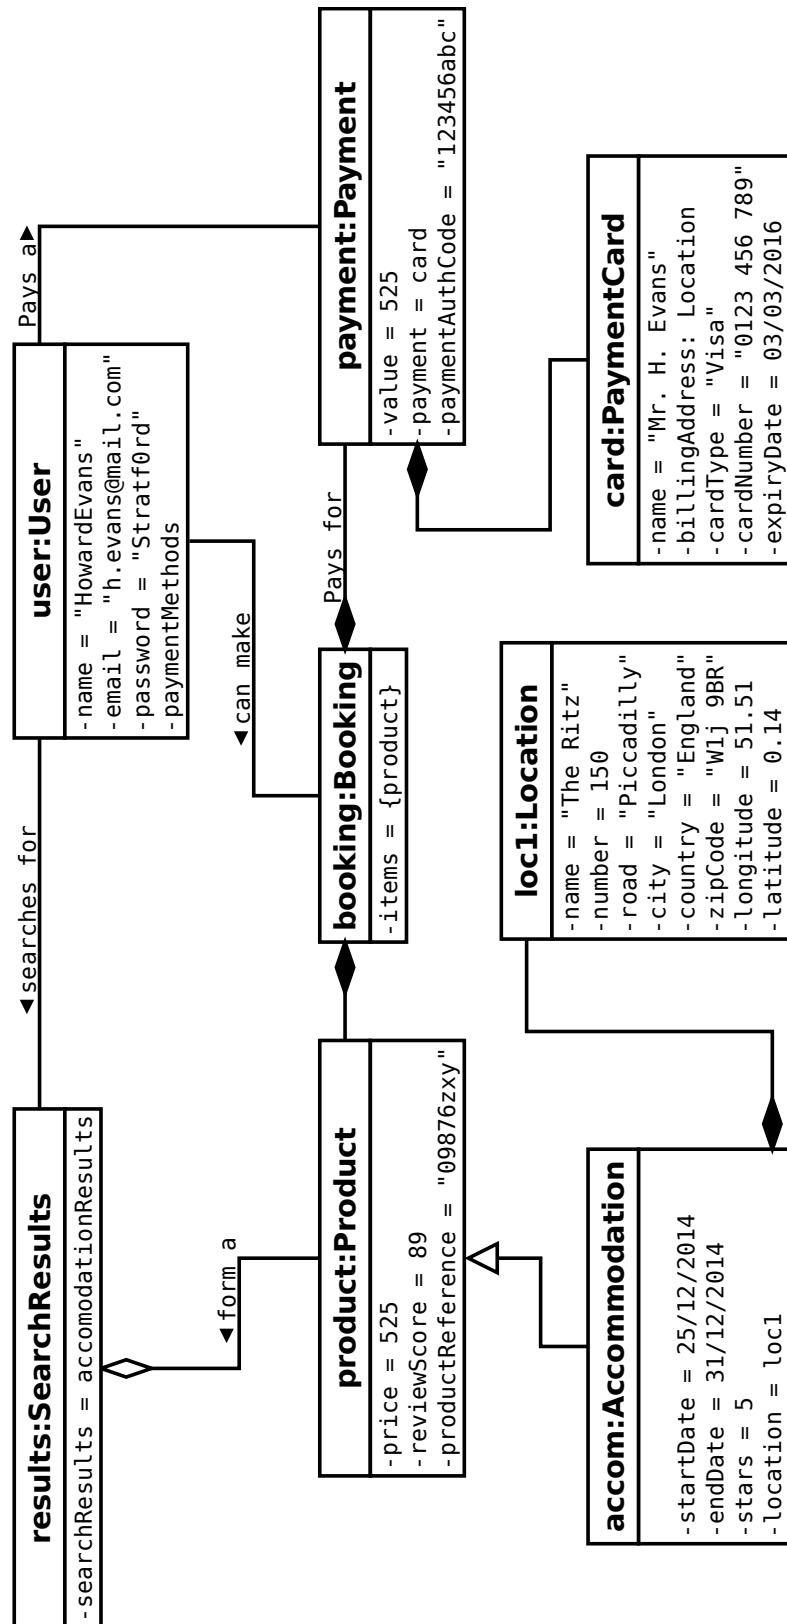 results:SearchResults
-searchResults = accomodationResults
◀searches for
user:User
-name = "HowardEvans"
-email = "h.evans@mail.com"
-password = "Stratf0rd"
-paymentMethods
Pays a▶
◀form a
◀can make
product:Product
-price = 525
-reviewScore = 89
-productReference = "09876zxy"
booking:Booking
-items = {product}
Pays for
payment:Payment
-value = 525
-payment = card
-paymentAuthCode = "123456abc"
accom:Accommodation
-startDate = 25/12/2014
-endDate = 31/12/2014
-stars = 5
-location = loc1
loc1:Location
-name = "The Ritz"
-number = 150
-road = "Piccadilly"
-city = "London"
-country = "England"
-zipCode = "W1j 9BR"
-longitude = 51.51
-latitude = 0.14
card:PaymentCard
-name = "Mr. H. Evans"
-billingAddress: Location
-cardType = "Visa"
-cardNumber = "0123 456 789"
-expiryDate = 03/03/2016